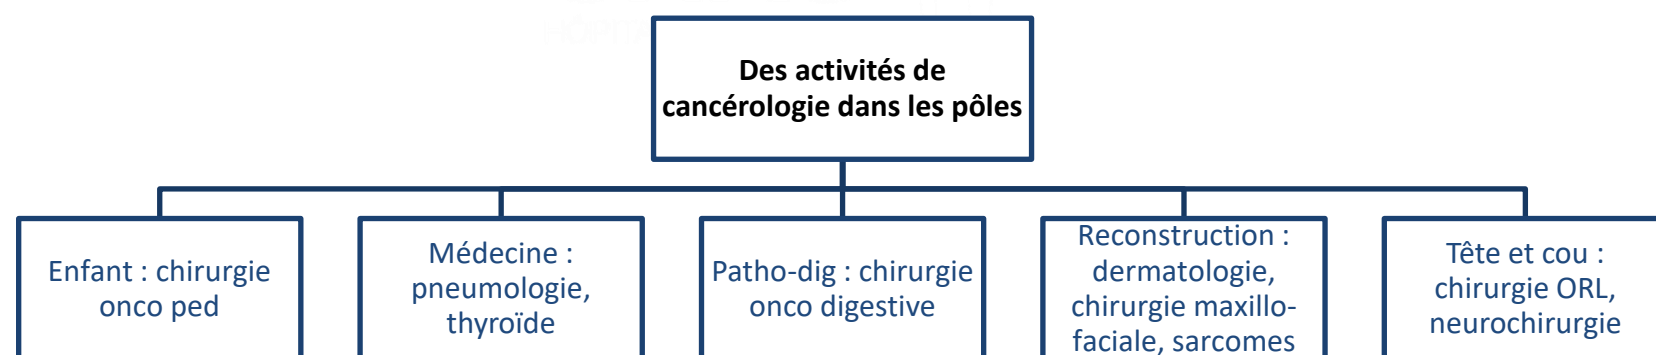 Des activités de
cancérologie dans les pôles
Enfant : chirurgie
onco ped
Médecine :
pneumologie,
thyroïde
Patho-dig : chirurgie
onco digestive
Reconstruction :
dermatologie,
chirurgie maxillo-
faciale, sarcomes
Tête et cou :
chirurgie ORL,
neurochirurgie